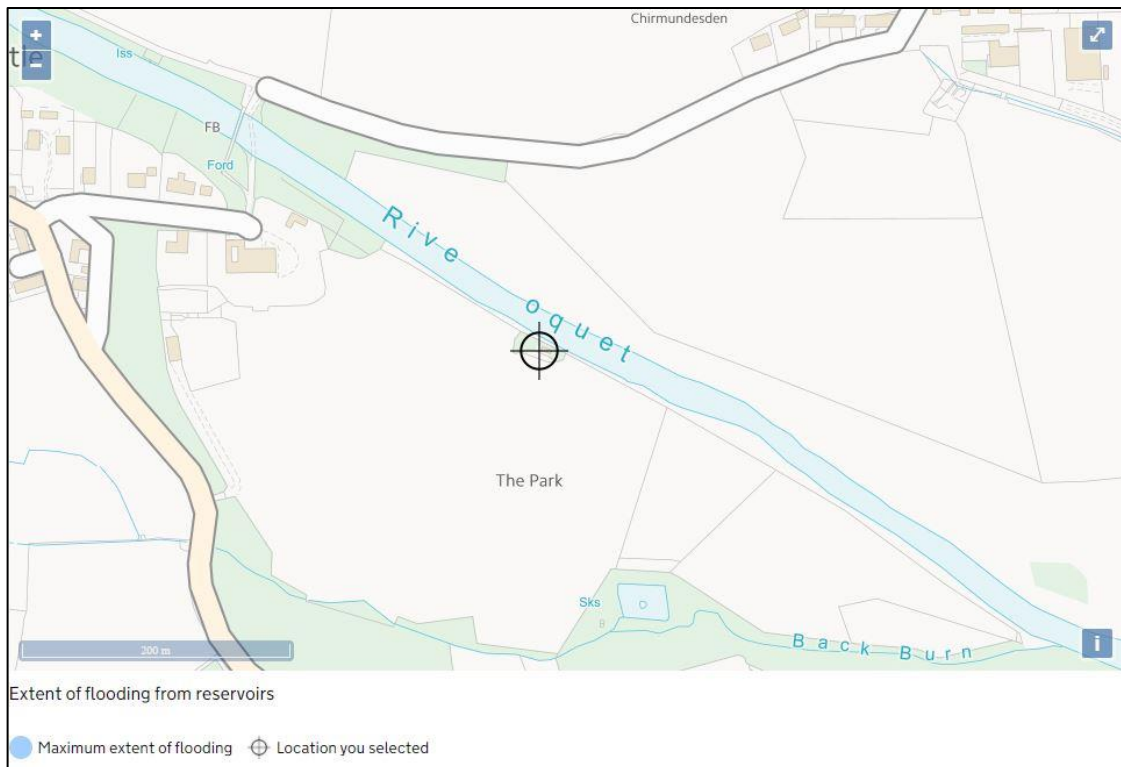 Chirmundesden
+
−
tle
Iss
FB
Ford
Rive oquet
The Park
Sks
Back Burn
i
200 m
Extent of flooding from reservoirs
Maximum extent of flooding Location you selected